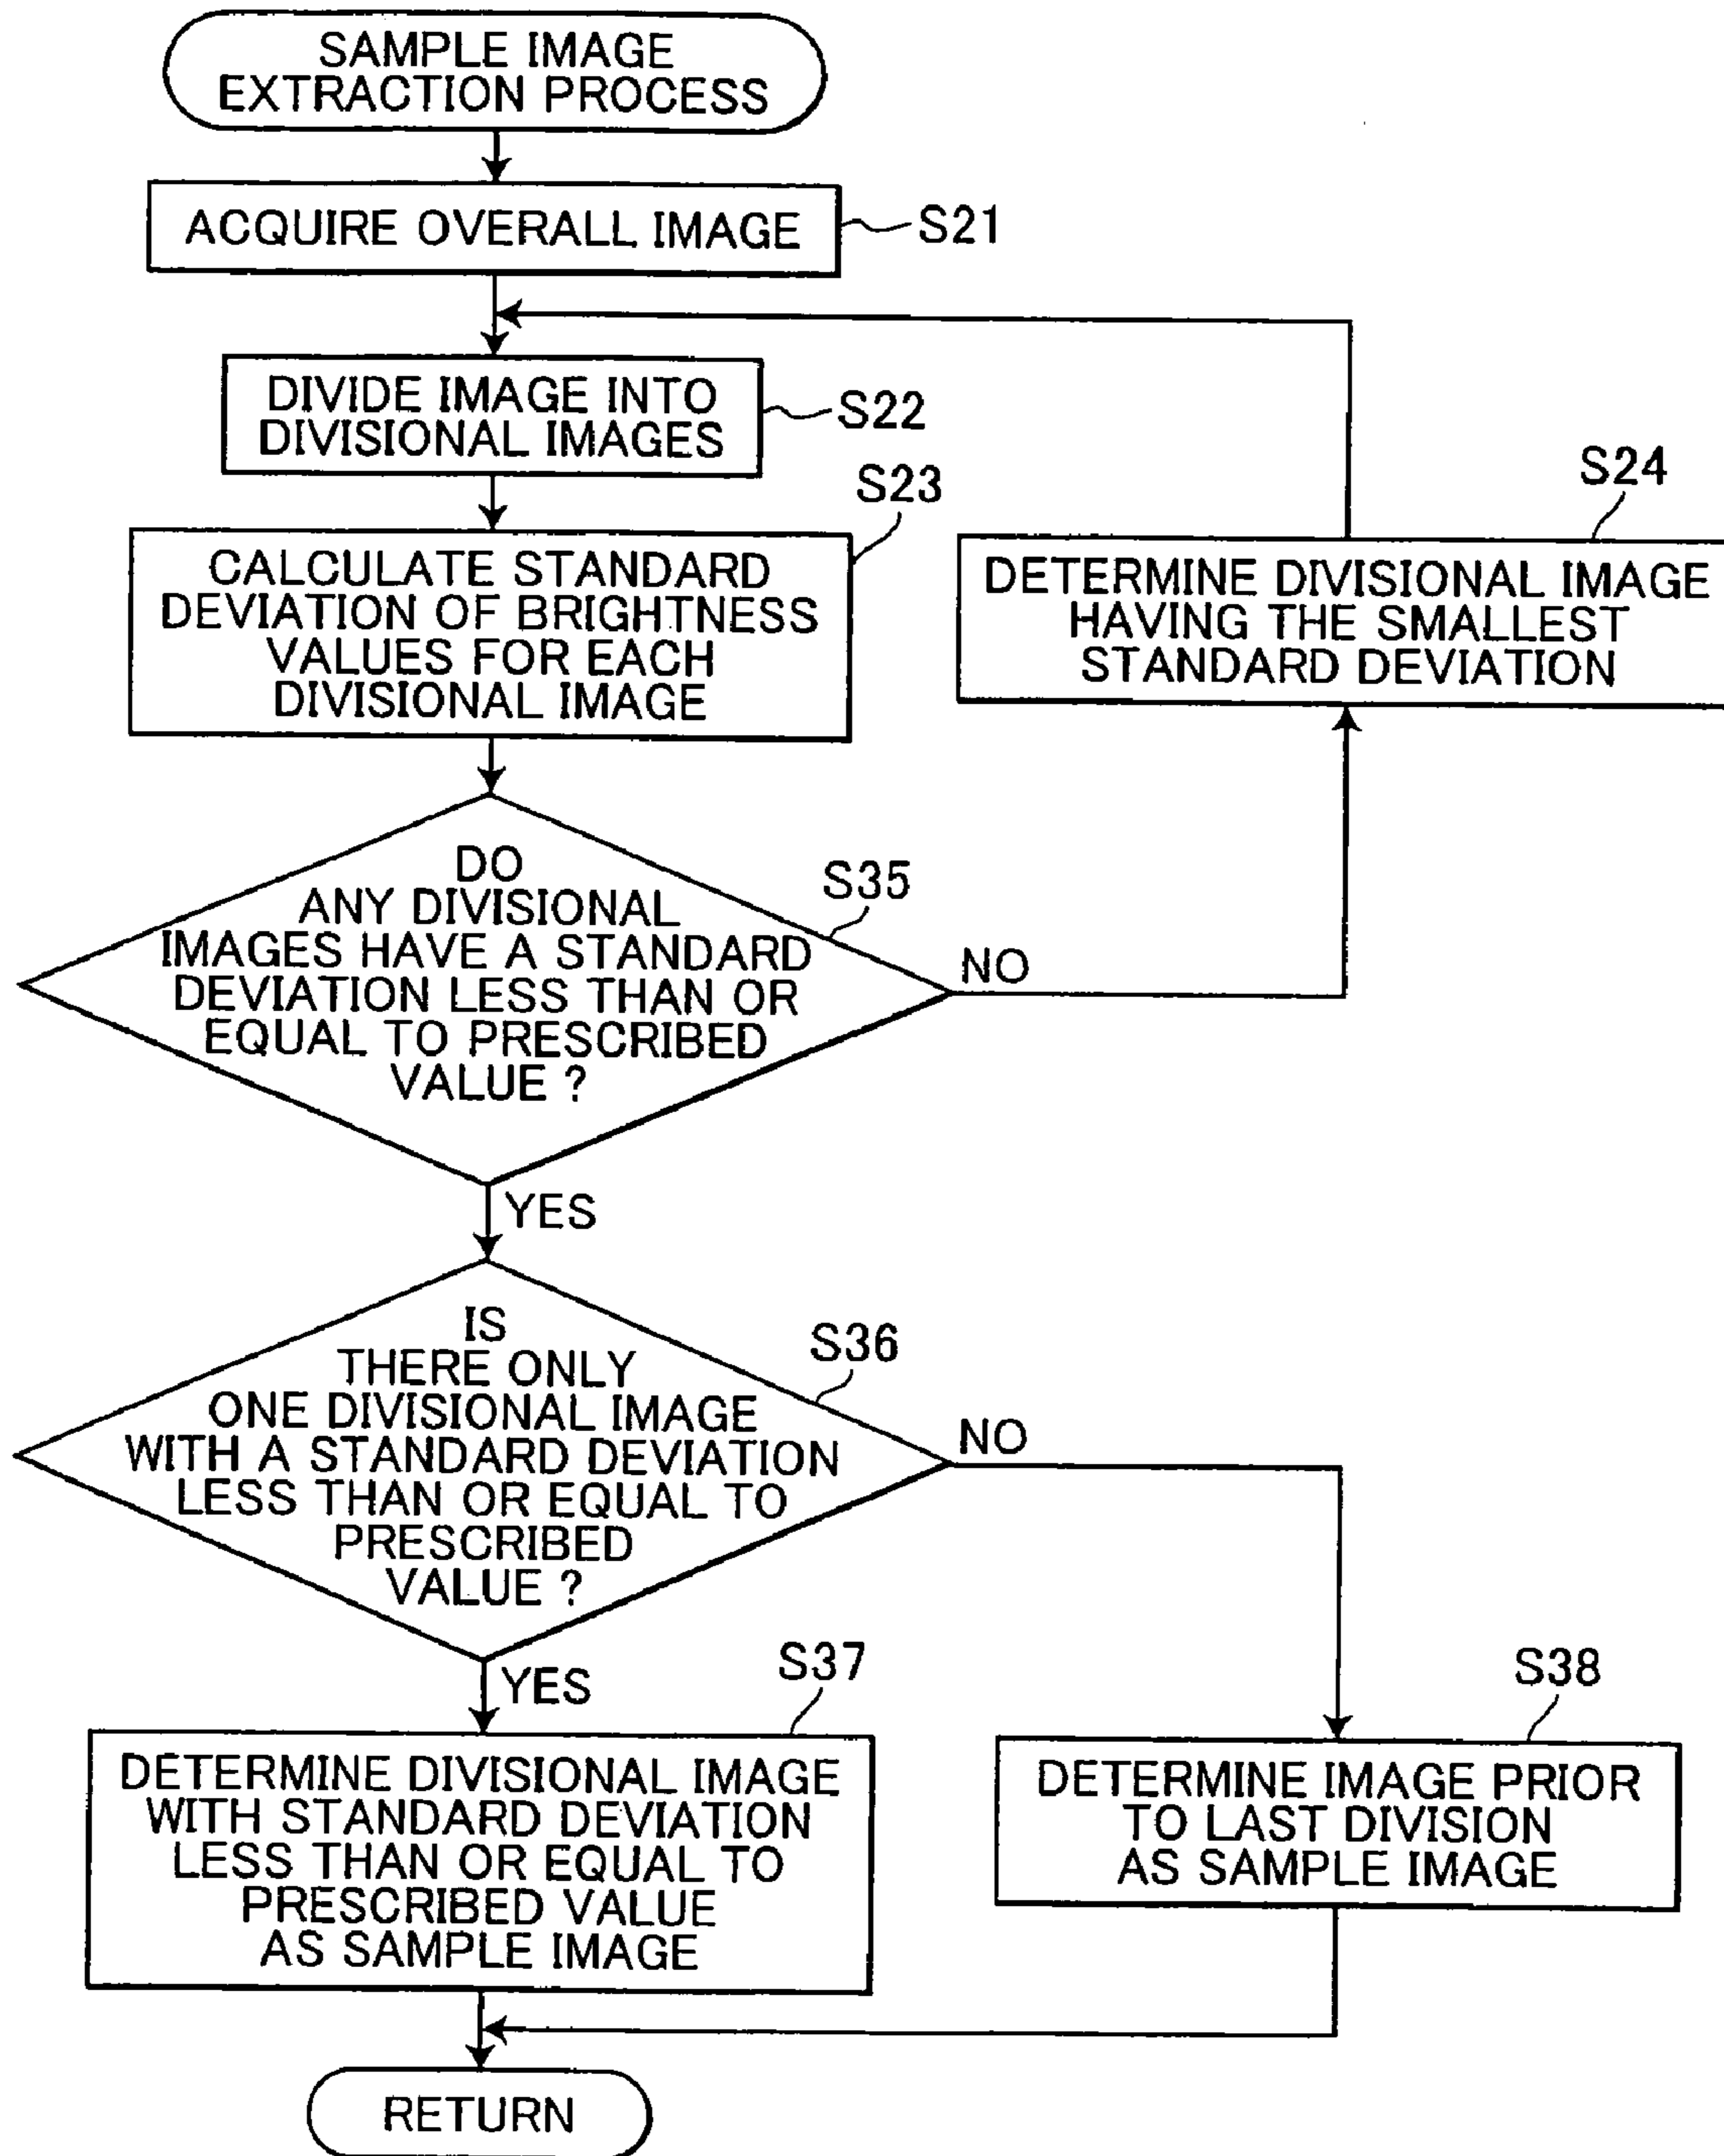 SAMPLE IMAGE
EXTRACTION PROCESS
ACQUIRE OVERALL IMAGE
S21
DIVIDE IMAGE INTO
DIVISIONAL IMAGES
S22
S23
CALCULATE STANDARD
DEVIATION OF BRIGHTNESS
VALUES FOR EACH
DIVISIONAL IMAGE
S24
DETERMINE DIVISIONAL IMAGE
HAVING THE SMALLEST
STANDARD DEVIATION
S35
DO
ANY DIVISIONAL
IMAGES HAVE A STANDARD
DEVIATION LESS THAN OR
EQUAL TO PRESCRIBED
VALUE ?
NO
YES
S36
IS
THERE ONLY
ONE DIVISIONAL IMAGE
WITH A STANDARD DEVIATION
LESS THAN OR EQUAL TO
PRESCRIBED
VALUE ?
NO
YES
S37
DETERMINE DIVISIONAL IMAGE
WITH STANDARD DEVIATION
LESS THAN OR EQUAL TO
PRESCRIBED VALUE
AS SAMPLE IMAGE
S38
DETERMINE IMAGE PRIOR
TO LAST DIVISION
AS SAMPLE IMAGE
RETURN